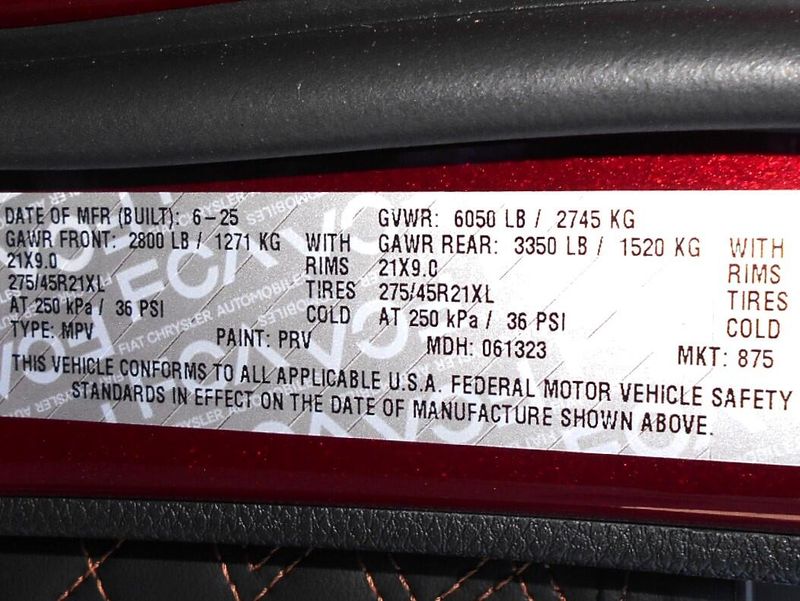 DATE OF MFR (BUILT): 6-25 GVWR: 6050 LB / 2745 KG
GAWR FRONT: 2800 LB / 1271 KG WITH GAWR REAR: 3350 LB / 1520 KG WITH
21X9.0 RIMS 21X9.0 RIMS
275/45R21XL TIRES 275/45R21XL TIRES
AT 250 kPa / 36 PSI COLD AT 250 kPa / 36 PSI COLD
TYPE: MPV PAINT: PRV MDH: 061323 MKT: 875
THIS VEHICLE CONFORMS TO ALL APPLICABLE U.S.A. FEDERAL MOTOR VEHICLE SAFETY
STANDARDS IN EFFECT ON THE DATE OF MANUFACTURE SHOWN ABOVE.
FIAT CHRYSLER AUTOMOBILES